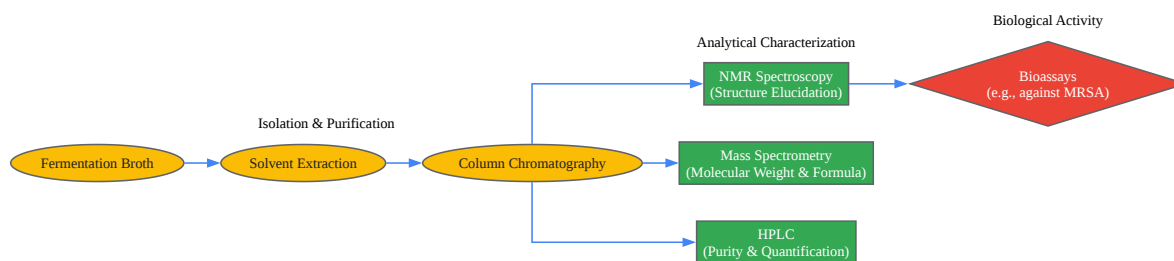 Biological Activity
Analytical Characterization
NMR Spectroscopy
(Structure Elucidation)
Bioassays
(e.g., against MRSA)
Isolation & Purification
Fermentation Broth
Solvent Extraction
Column Chromatography
Mass Spectrometry
(Molecular Weight & Formula)
HPLC
(Purity & Quantification)